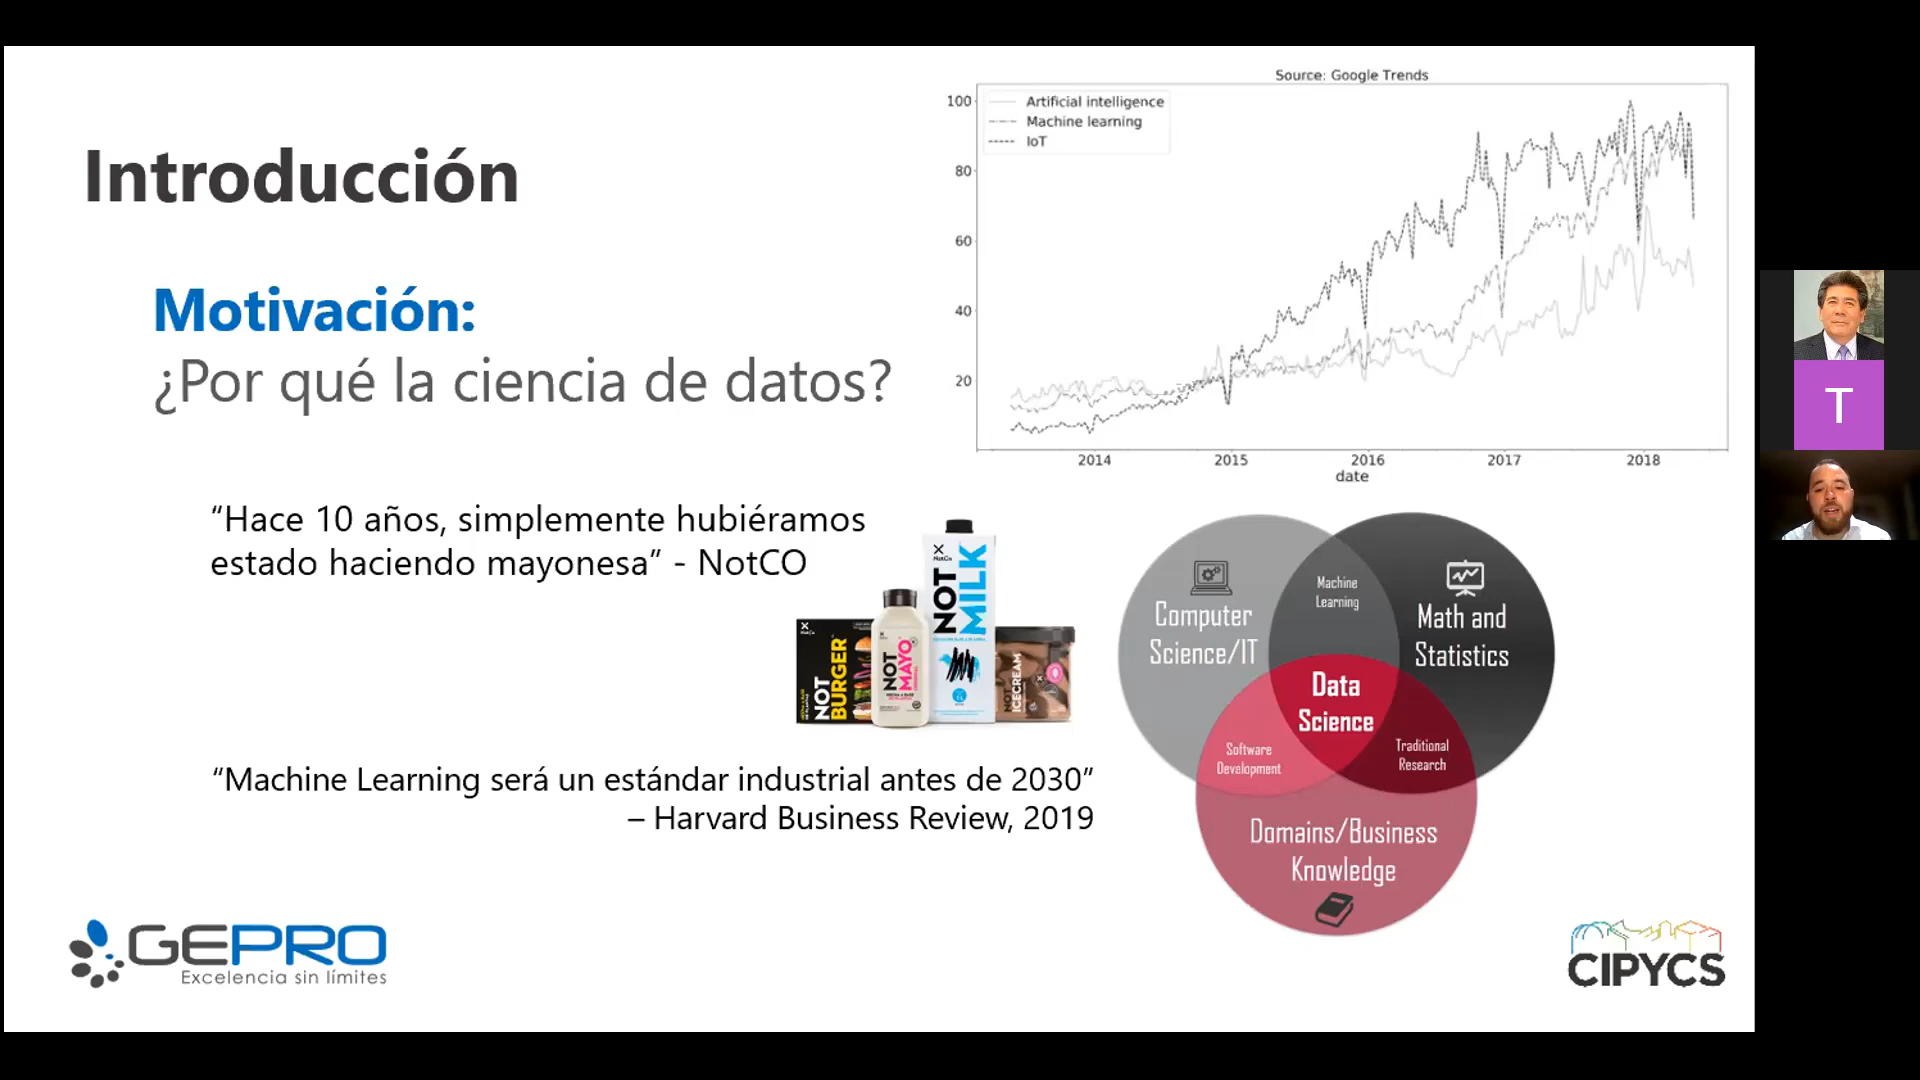 Introducción
Motivación:
¿Por qué la ciencia de datos?
Source: Google Trends
Artificial intelligence
Machine learning
IoT
100
80
60
40
20
2014 2015 2016 2017 2018
date
“Hace 10 años, simplemente hubiéramos
estado haciendo mayonesa” - NotCO
NOT BURGER
NOT MAYO
NotCo
NOT MILK
NOT ICECREAM
Computer
Science/IT
Machine
Learning
Math and
Statistics
Data
Science
Software
Development
Traditional
Research
Domains/Business
Knowledge
“Machine Learning será un estándar industrial antes de 2030”
– Harvard Business Review, 2019
GEPRO
Excelencia sin límites
CIPYCS
T